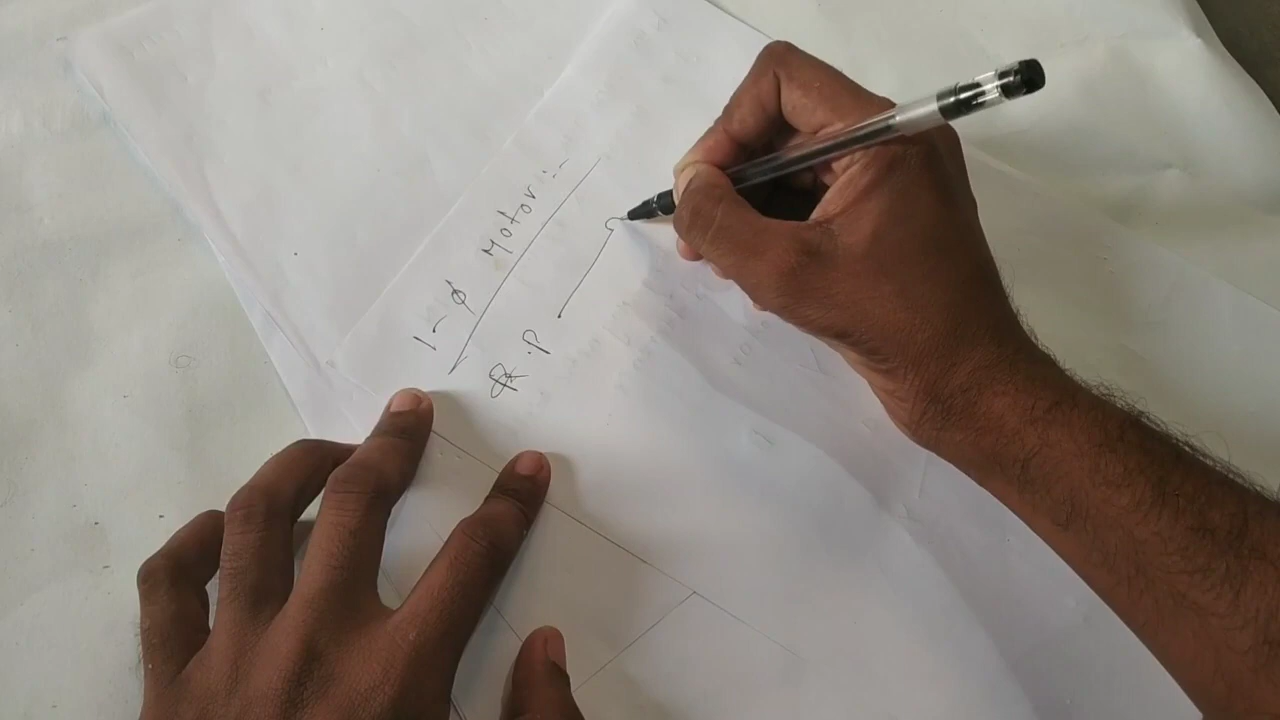 1-ϕ Motor :-
R.P